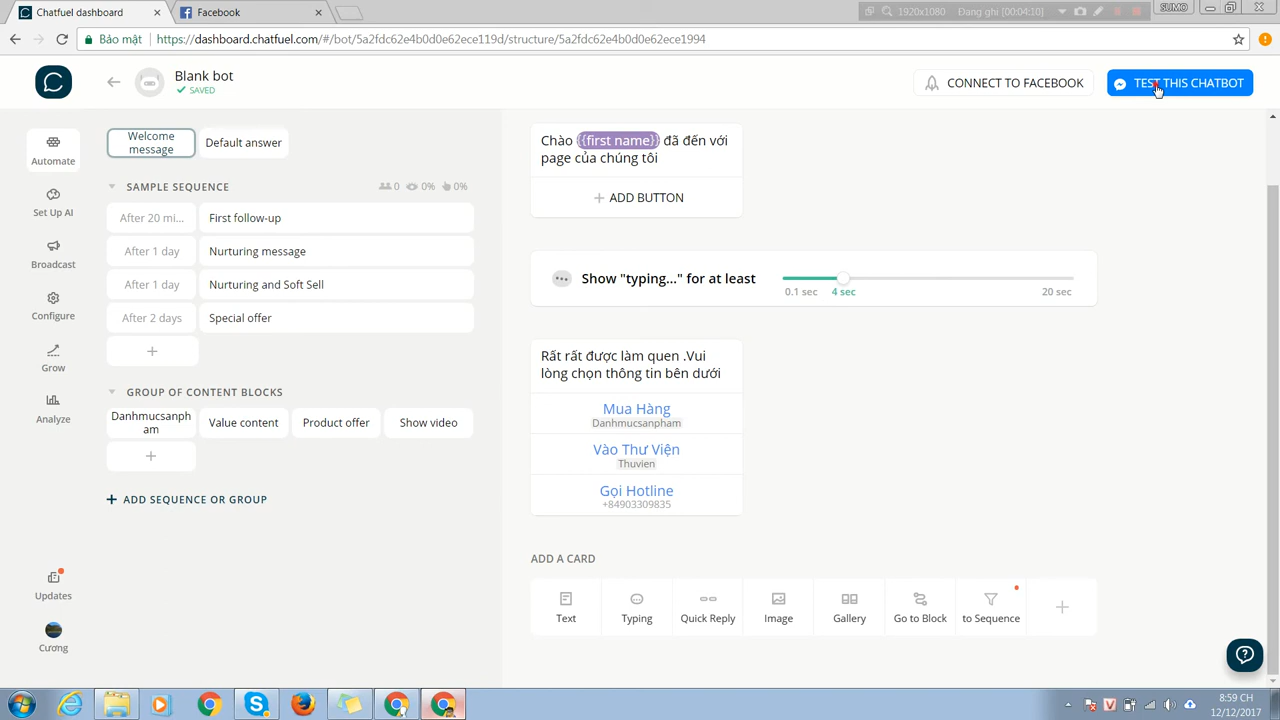 Chatfuel dashboard
Facebook
1920x1080
Đang ghi (00:04:10)
SUMO
Bảo mật
https://dashboard.chatfuel.com/#/bot/5a2fdc62e4b0d0e62ece119d/structure/5a2fdc62e4b0d0e62ece1994
Blank bot
SAVED
CONNECT TO FACEBOOK
TEST THIS CHATBOT
Automate
Set Up AI
Broadcast
Configure
Grow
Analyze
Updates
Cương
Welcome
message
Default answer
SAMPLE SEQUENCE
0
0%
0%
After 20 mi...
First follow-up
After 1 day
Nurturing message
After 1 day
Nurturing and Soft Sell
After 2 days
Special offer
GROUP OF CONTENT BLOCKS
Danhmucsanph
am
Value content
Product offer
Show video
ADD SEQUENCE OR GROUP
Chào {{first name}} đã đến với
page của chúng tôi
ADD BUTTON
Show "typing..." for at least
0.1 sec
4 sec
20 sec
Rất rất được làm quen .Vui
lòng chọn thông tin bên dưới
Mua Hàng
Danhmucsanpham
Vào Thư Viện
Thuvien
Gọi Hotline
+84903309835
ADD A CARD
Text
Typing
Quick Reply
Image
Gallery
Go to Block
to Sequence
8:59 CH
12/12/2017